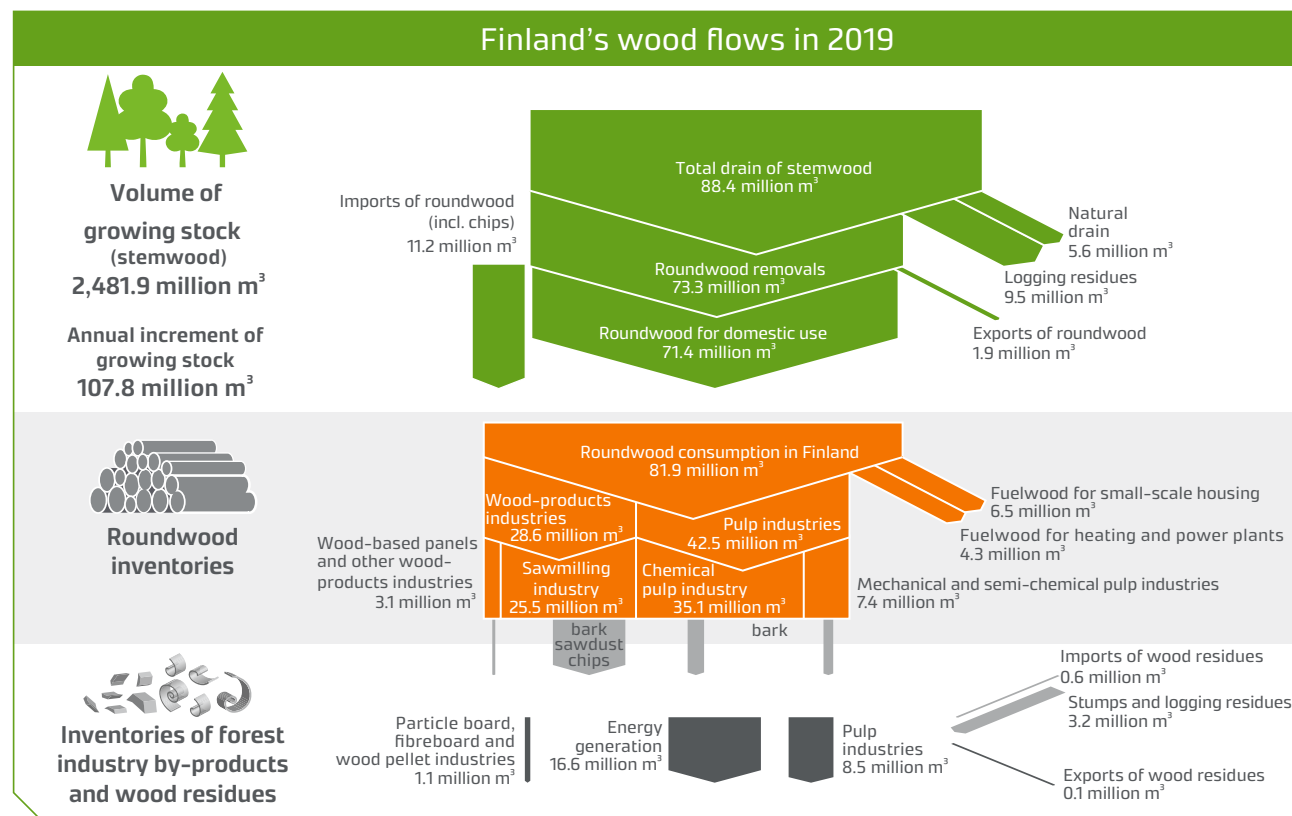 Finland's wood flows in 2019
Volume of
growing stock
(stemwood)
2,481.9 million m³
Annual increment of
growing stock
107.8 million m³
Imports of roundwood
(incl. chips)
11.2 million m³
Total drain of stemwood
88.4 million m³
Natural
drain
5.6 million m³
Logging residues
9.5 million m³
Roundwood removals
73.3 million m³
Exports of roundwood
1.9 million m³
Roundwood for domestic use
71.4 million m³
Roundwood
inventories
Roundwood consumption in Finland
81.9 million m³
Fuelwood for small-scale housing
6.5 million m³
Fuelwood for heating and power plants
4.3 million m³
Wood-products
industries
28.6 million m³
Pulp industries
42.5 million m³
Wood-based panels
and other wood-
products industries
3.1 million m³
Sawmilling
industry
25.5 million m³
Chemical
pulp industry
35.1 million m³
Mechanical and semi-chemical pulp industries
7.4 million m³
bark
sawdust
chips
bark
Inventories of forest
industry by-products
and wood residues
Particle board,
fibreboard and
wood pellet industries
1.1 million m³
Energy
generation
16.6 million m³
Pulp
industries
8.5 million m³
Imports of wood residues
0.6 million m³
Stumps and logging residues
3.2 million m³
Exports of wood residues
0.1 million m³